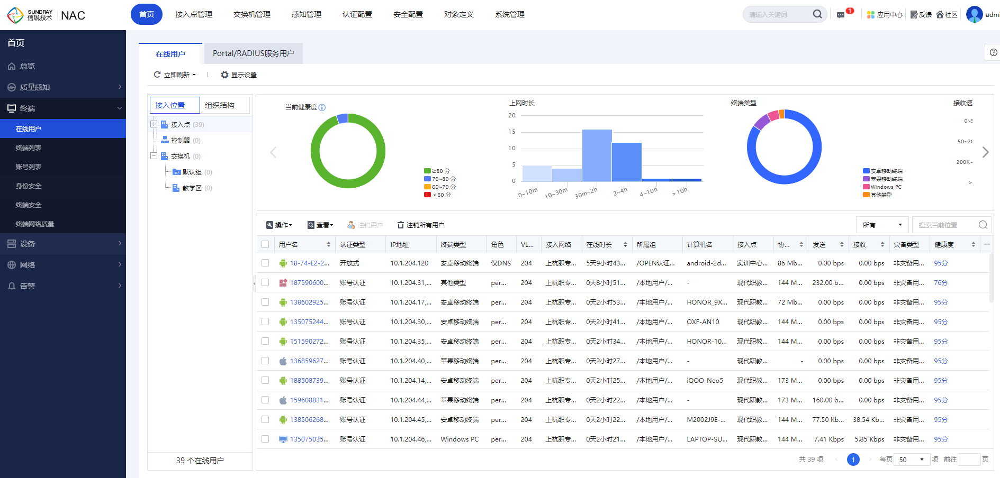 SUNDRAY
信锐技术
NAC
首页
接入点管理
交换机管理
感知管理
认证配置
安全配置
对象定义
系统管理
请输入关键词
1
应用中心
反馈
社区
admi
首页
总览
质量感知
终端
在线用户
终端列表
账号列表
身份安全
终端安全
终端网络质量
设备
网络
告警
在线用户
Portal/RADIUS服务用户
立即刷新
显示设置
接入位置
组织结构
接入点 (39)
控制器 (0)
交换机 (0)
默认组 (0)
教学区 (0)
39 个在线用户
当前健康度
≥80 分
70~80 分
60~70 分
<60 分
上网时长
20
15
10
5
0
0~10m
10~30m
30m~2h
2~4h
4~10h
>10h
终端类型
安卓移动终端
苹果移动终端
Windows PC
其他类型
接收速
0~5
50~20
200K~
>
操作
查看
注销用户
注销所有用户
所有
搜索当前位置
用户名 认证类型 IP地址 终端类型 角色 VL... 接入网络 在线时长 所属组 计算机名 接入点 协... 发送 接收 灾备类型 健康度 ...
18-74-E2-2... 开放式 10.1.204.120 安卓移动终端 仅DNS 204 上杭职专... 5天9小时43... /OPEN认证... android-2d... 实训中心... 86 Mb... 0.00 bps 0.00 bps 非灾备用... 95分
187590600... 账号认证 10.1.204.31,... 其他类型 per... 204 上杭职专... 0天8小时51... /本地用户/... - 现代职教... 144 M... 232.00 b... 0.00 bps 非灾备用... 76分
138602925... 账号认证 10.1.204.17,... 安卓移动终端 per... 204 上杭职专... 0天2小时53... /本地用户/... HONOR_9X... 现代职教... 72 Mb... 0.00 bps 0.00 bps 非灾备用... 95分
135075244... 账号认证 10.1.204.30,... 安卓移动终端 per... 204 上杭职专... 0天2小时41... /本地用户/... OXF-AN10 现代职教... 144 M... 0.00 bps 0.00 bps 非灾备用... 95分
151590272... 账号认证 10.1.204.35,... 安卓移动终端 per... 204 上杭职专... 0天2小时34... /本地用户/... HONOR-10... 现代职教... 144 M... 0.00 bps 0.00 bps 非灾备用... 95分
136859627... 账号认证 10.1.204.40,... 苹果移动终端 per... 204 上杭职专... 0天2小时27... /本地用户/... - 现代职教... - 0.00 bps 0.00 bps 非灾备用... 95分
188508739... 账号认证 10.1.204.14,... 安卓移动终端 per... 204 上杭职专... 0天2小时25... /本地用户/... iQOO-Neo5 现代职教... 173 M... 0.00 bps 0.00 bps 非灾备用... 95分
159608831... 账号认证 10.1.204.44,... 苹果移动终端 per... 204 上杭职专... 0天2小时22... /本地用户/... - 现代职教... 173 M... 160.00 b... 0.00 bps 非灾备用... 95分
138506268... 账号认证 10.1.204.45,... 安卓移动终端 per... 204 上杭职专... 0天2小时22... /本地用户/... M2002J9E-... 现代职教... 144 M... 77.50 Kb... 38.54 Kb... 非灾备用... 95分
135075035... 账号认证 10.1.204.46,... Windows PC per... 204 上杭职专... 0天2小时21... /本地用户/... LAPTOP-SU... 现代职教... 144 M... 7.41 Kbps 5.85 Kbps 非灾备用... 95分
共 39 项
1
每页 50 项
前往 页